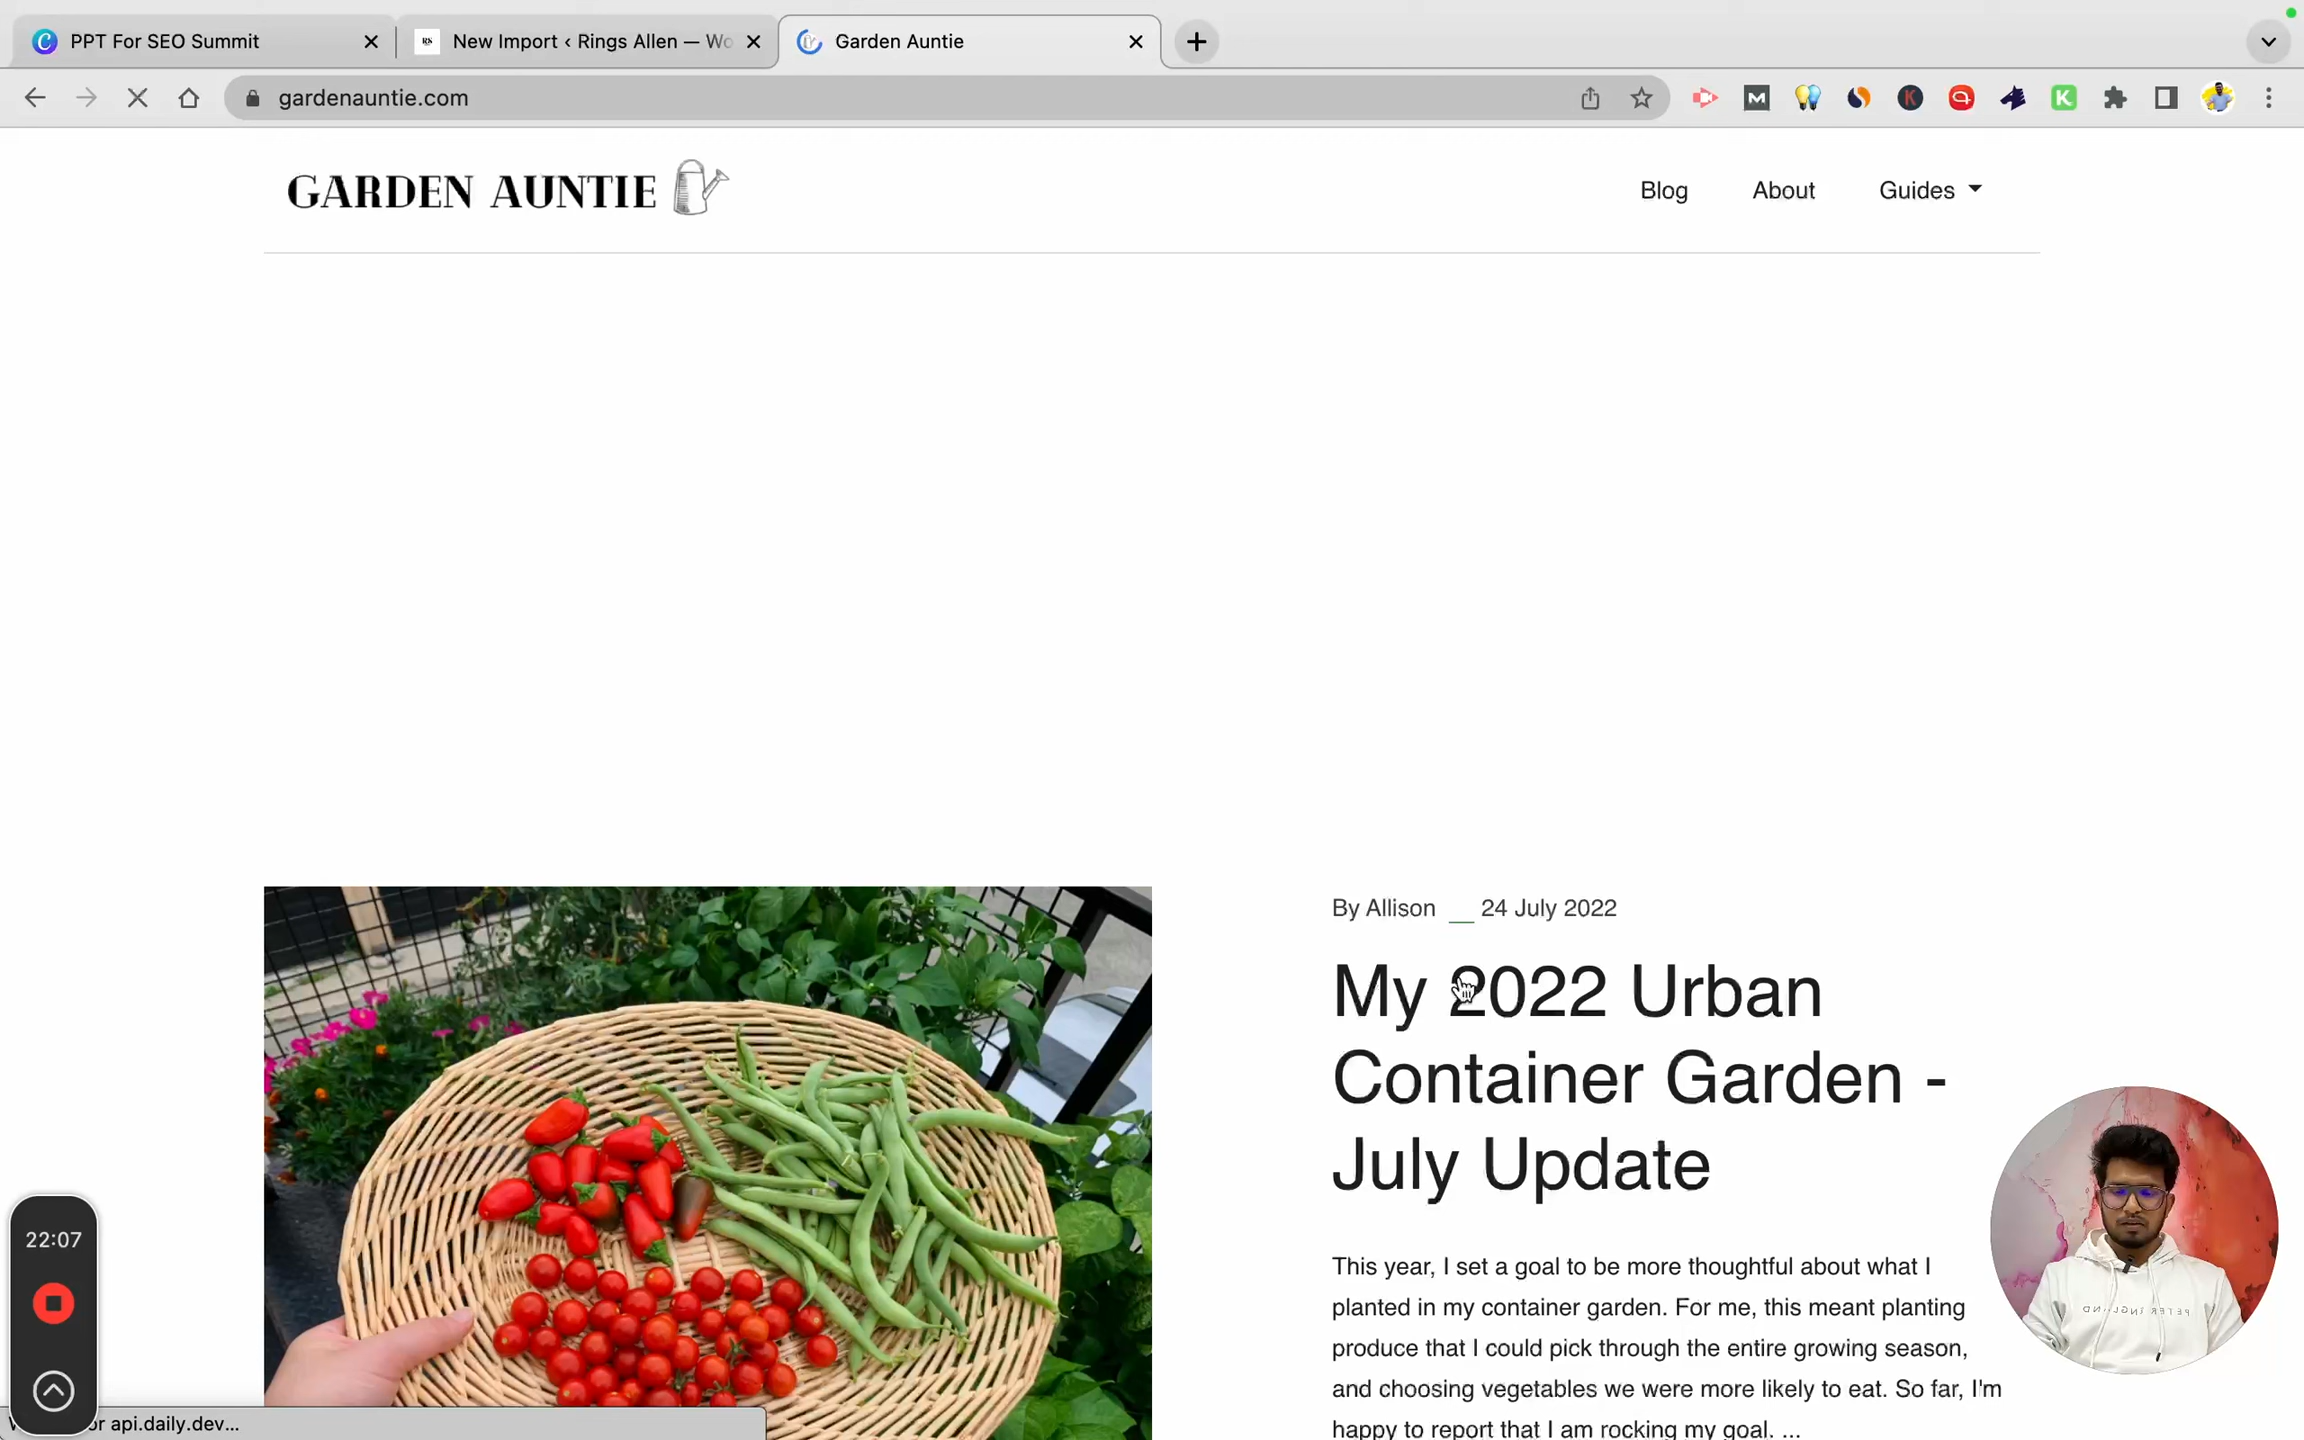 PPT For SEO Summit
New Import ‹ Rings Allen — Wo
Garden Auntie
gardenauntie.com
GARDEN AUNTIE
Blog
About
Guides
By Allison __ 24 July 2022
My 2022 Urban
Container Garden -
July Update
This year, I set a goal to be more thoughtful about what I
planted in my container garden. For me, this meant planting
produce that I could pick through the entire growing season,
and choosing vegetables we were more likely to eat. So far, I'm
happy to report that I am rocking my goal. ...
PETER ENGLAND
22:07
or api.daily.dev...